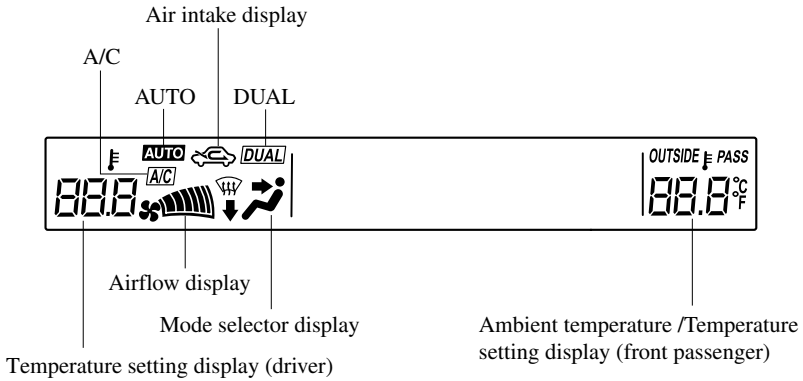 Air intake display
A/C
AUTO
DUAL
AUTO
DUAL
OUTSIDE PASS
A/C
88.8
88.8 °C
°F
Airflow display
Mode selector display
Ambient temperature /Temperature
setting display (front passenger)
Temperature setting display (driver)